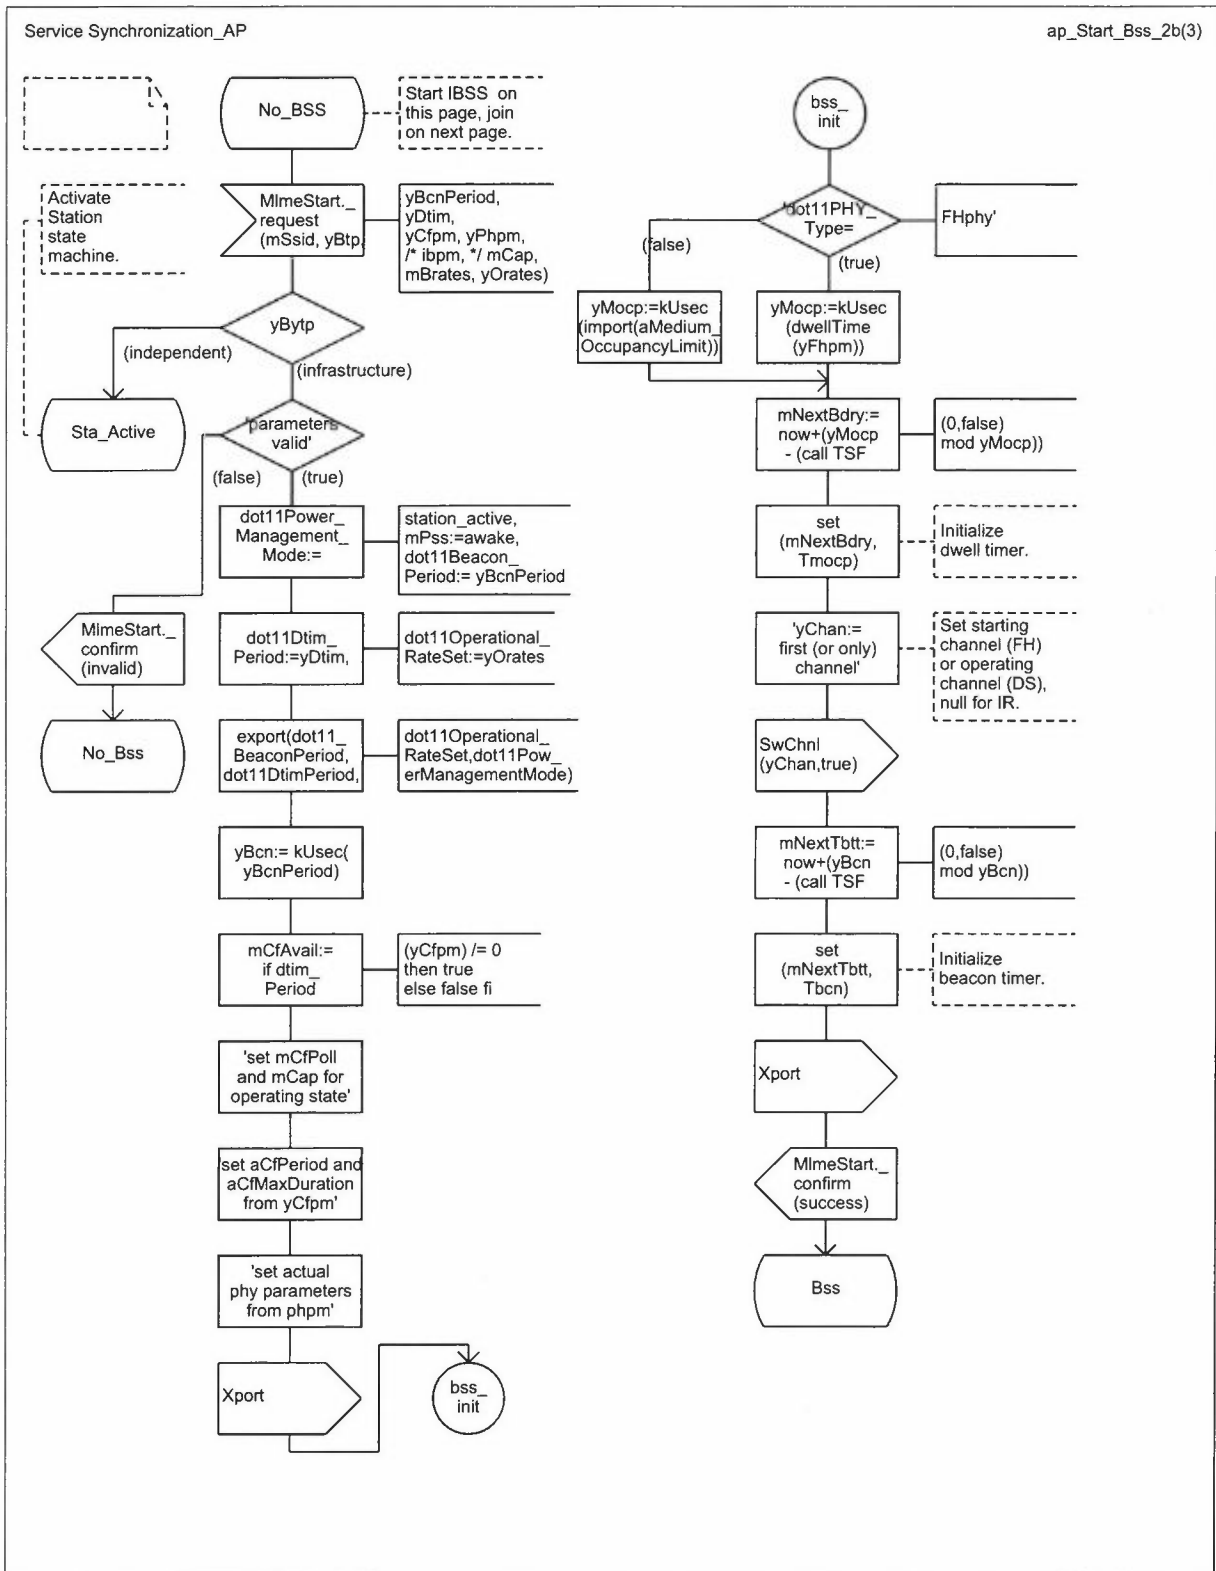 Service Synchronization_AP
ap_Start_Bss_2b(3)
No_BSS
Start IBSS on
this page, join
on next page.
Activate
Station
state
machine.
MlmeStart._
request
(mSsid, yBtp,
yBcnPeriod,
yDtim,
yCfpm, yPhpm,
/* ibpm, */ mCap,
mBrates, yOrates)
yBytp
(independent)
(infrastructure)
Sta_Active
'parameters
valid'
(false)
(true)
dot11Power_
Management_
Mode:=
station_active,
mPss:=awake,
dot11Beacon_
Period:= yBcnPeriod
MlmeStart._
confirm
(invalid)
No_Bss
dot11Dtim_
Period:=yDtim,
dot11Operational_
RateSet:=yOrates
export(dot11_
BeaconPeriod,
dot11DtimPeriod,
dot11Operational_
RateSet,dot11Pow_
erManagementMode)
yBcn:= kUsec(
yBcnPeriod)
mCfAvail:=
if dtim_
Period
(yCfpm) /= 0
then true
else false fi
'set mCfPoll
and mCap for
operating state'
'set aCfPeriod and
aCfMaxDuration
from yCfpm'
'set actual
phy parameters
from phpm'
Xport
bss_
init
bss_
init
'dot11PHY_
Type=
FHphy'
(false)
(true)
yMocp:=kUsec
(import(aMedium_
OccupancyLimit))
yMocp:=kUsec
(dwellTime
(yFhpm))
mNextBdry:=
now+(yMocp
- (call TSF
(0,false)
mod yMocp))
set
(mNextBdry,
Tmocp)
Initialize
dwell timer.
'yChan:=
first (or only)
channel'
Set starting
channel (FH)
or operating
channel (DS),
null for IR.
SwChnl
(yChan,true)
mNextTbtt:=
now+(yBcn
- (call TSF
(0,false)
mod yBcn))
set
(mNextTbtt,
Tbcn)
Initialize
beacon timer.
Xport
MlmeStart._
confirm
(success)
Bss